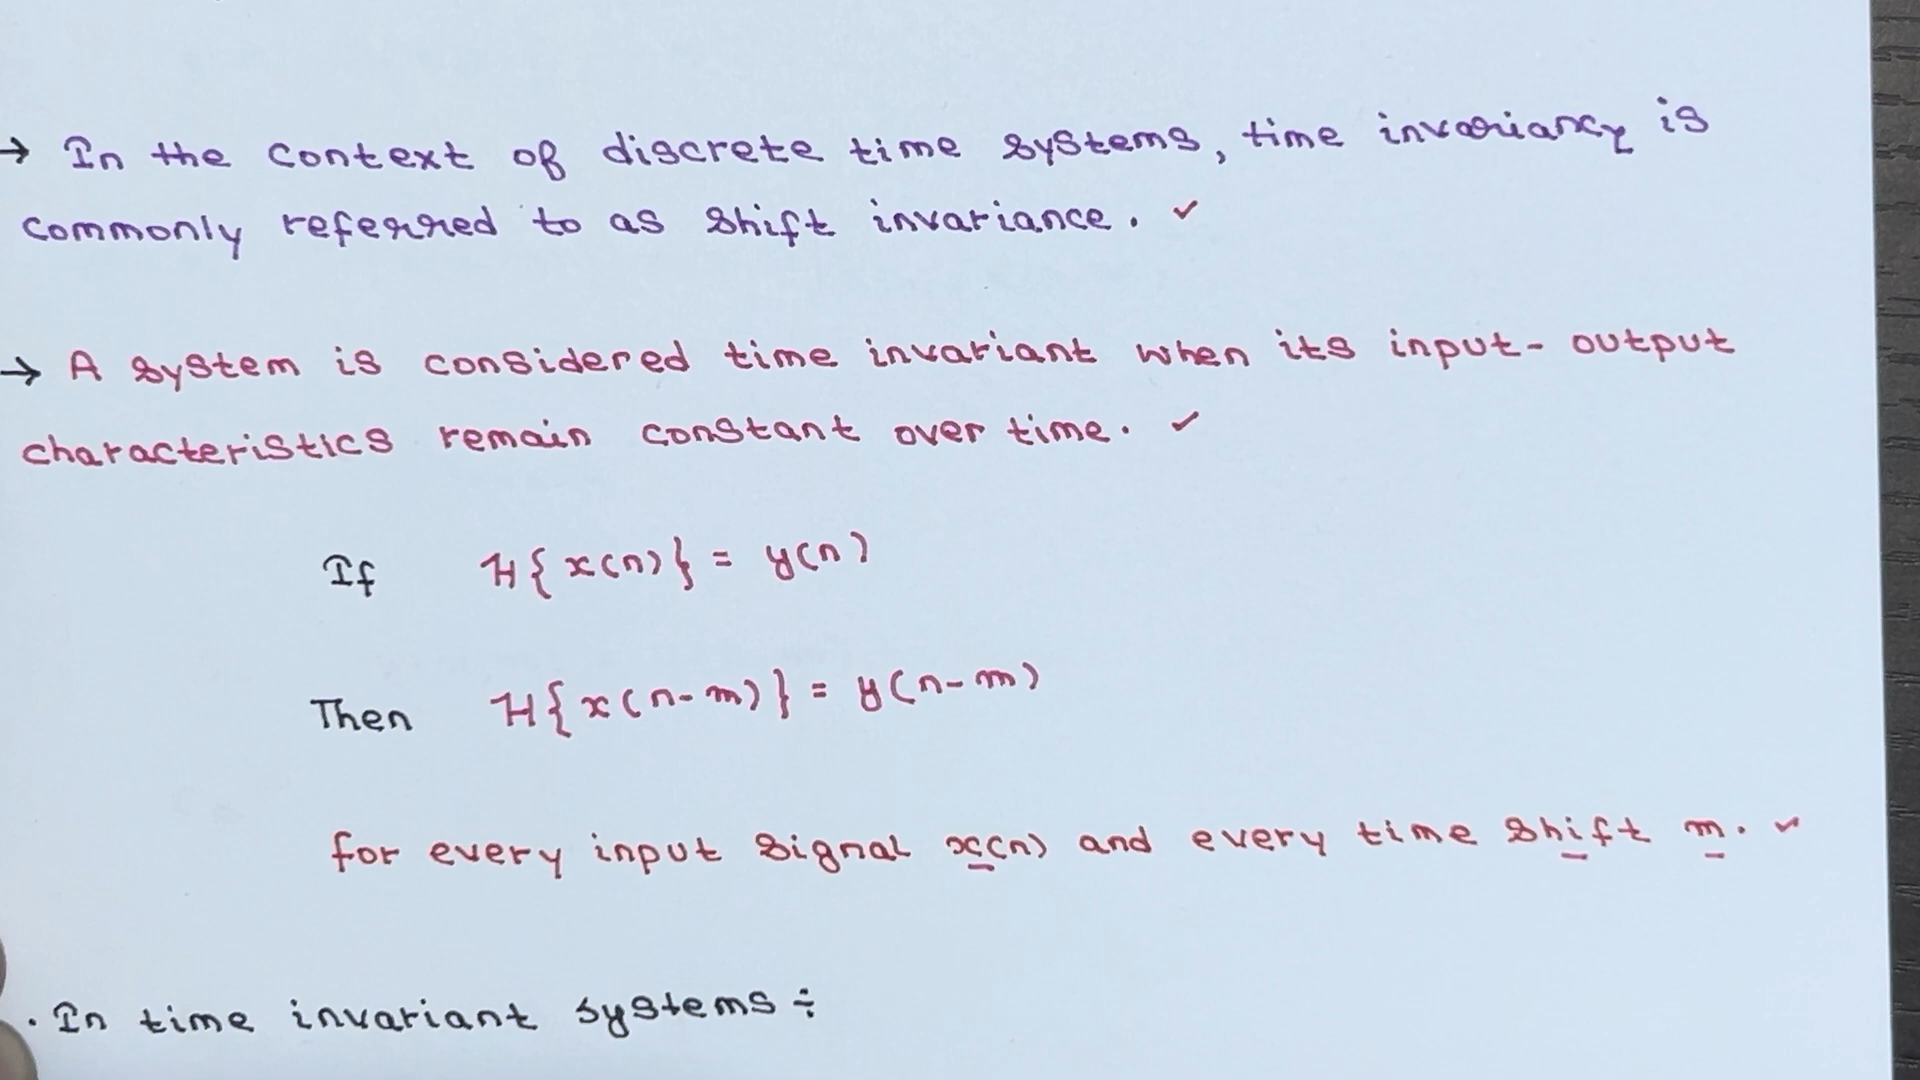 → In the context of discrete time systems, time invariancy is
commonly referred to as shift invariance. ✓
→ A system is considered time invariant when its input-output
characteristics remain constant over time. ✓
If H{x(n)} = y(n)
Then H{x(n-m)} = y(n-m)
for every input signal x(n) and every time shift m. ✓
. In time invariant systems ÷